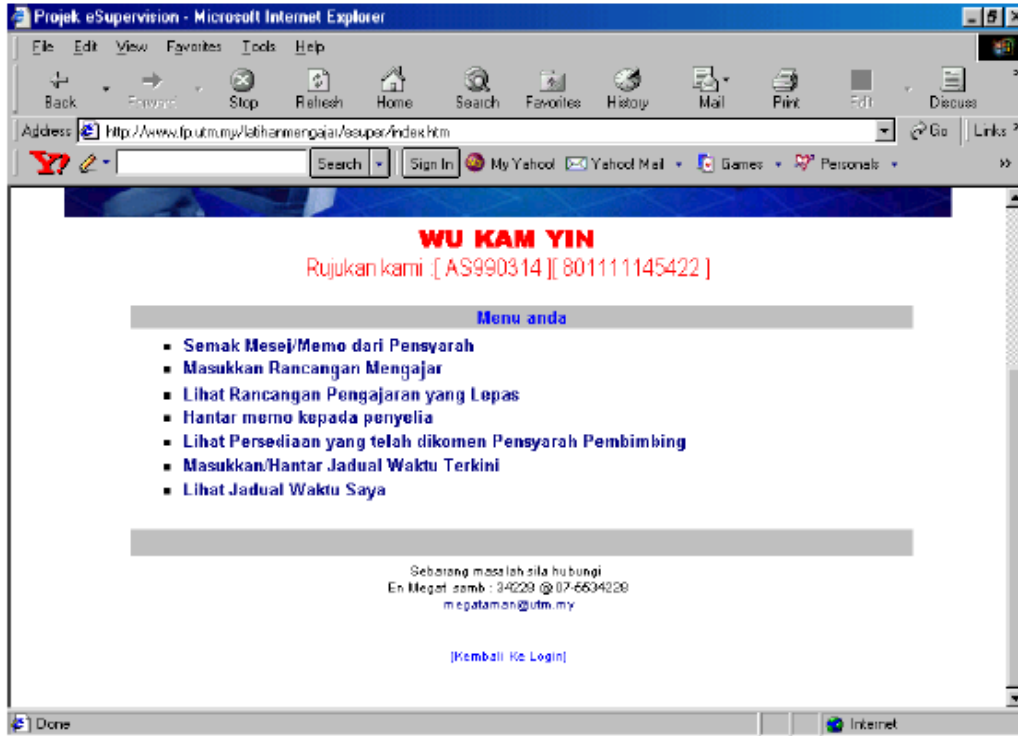 Projek eSupervision - Microsoft Internet Explorer
File Edit View Favorites Tools Help
Back Forward Stop Refresh Home Search Favorites History Mail Print Edit Discuss
Address http://www.fp.utm.my/latihanmengajar/esuper/index.htm Go Links
Y! Search Sign In My Yahoo! Yahoo! Mail Games Personals
WU KAM YIN
Rujukan kami :[ AS990314 ][ 801111145422 ]
Menu anda
Semak Mesej/Memo dari Pensyarah
Masukkan Rancangan Mengajar
Lihat Rancangan Pengajaran yang Lepas
Hantar memo kepada penyelia
Lihat Persediaan yang telah dikomen Pensyarah Pembimbing
Masukkan/Hantar Jadual Waktu Terkini
Lihat Jadual Waktu Saya
Sebarang masalah sila hubungi
En Megat samb : 34229 @ 07-5534229
megataman@utm.my
[Kembali Ke Login]
Done Internet